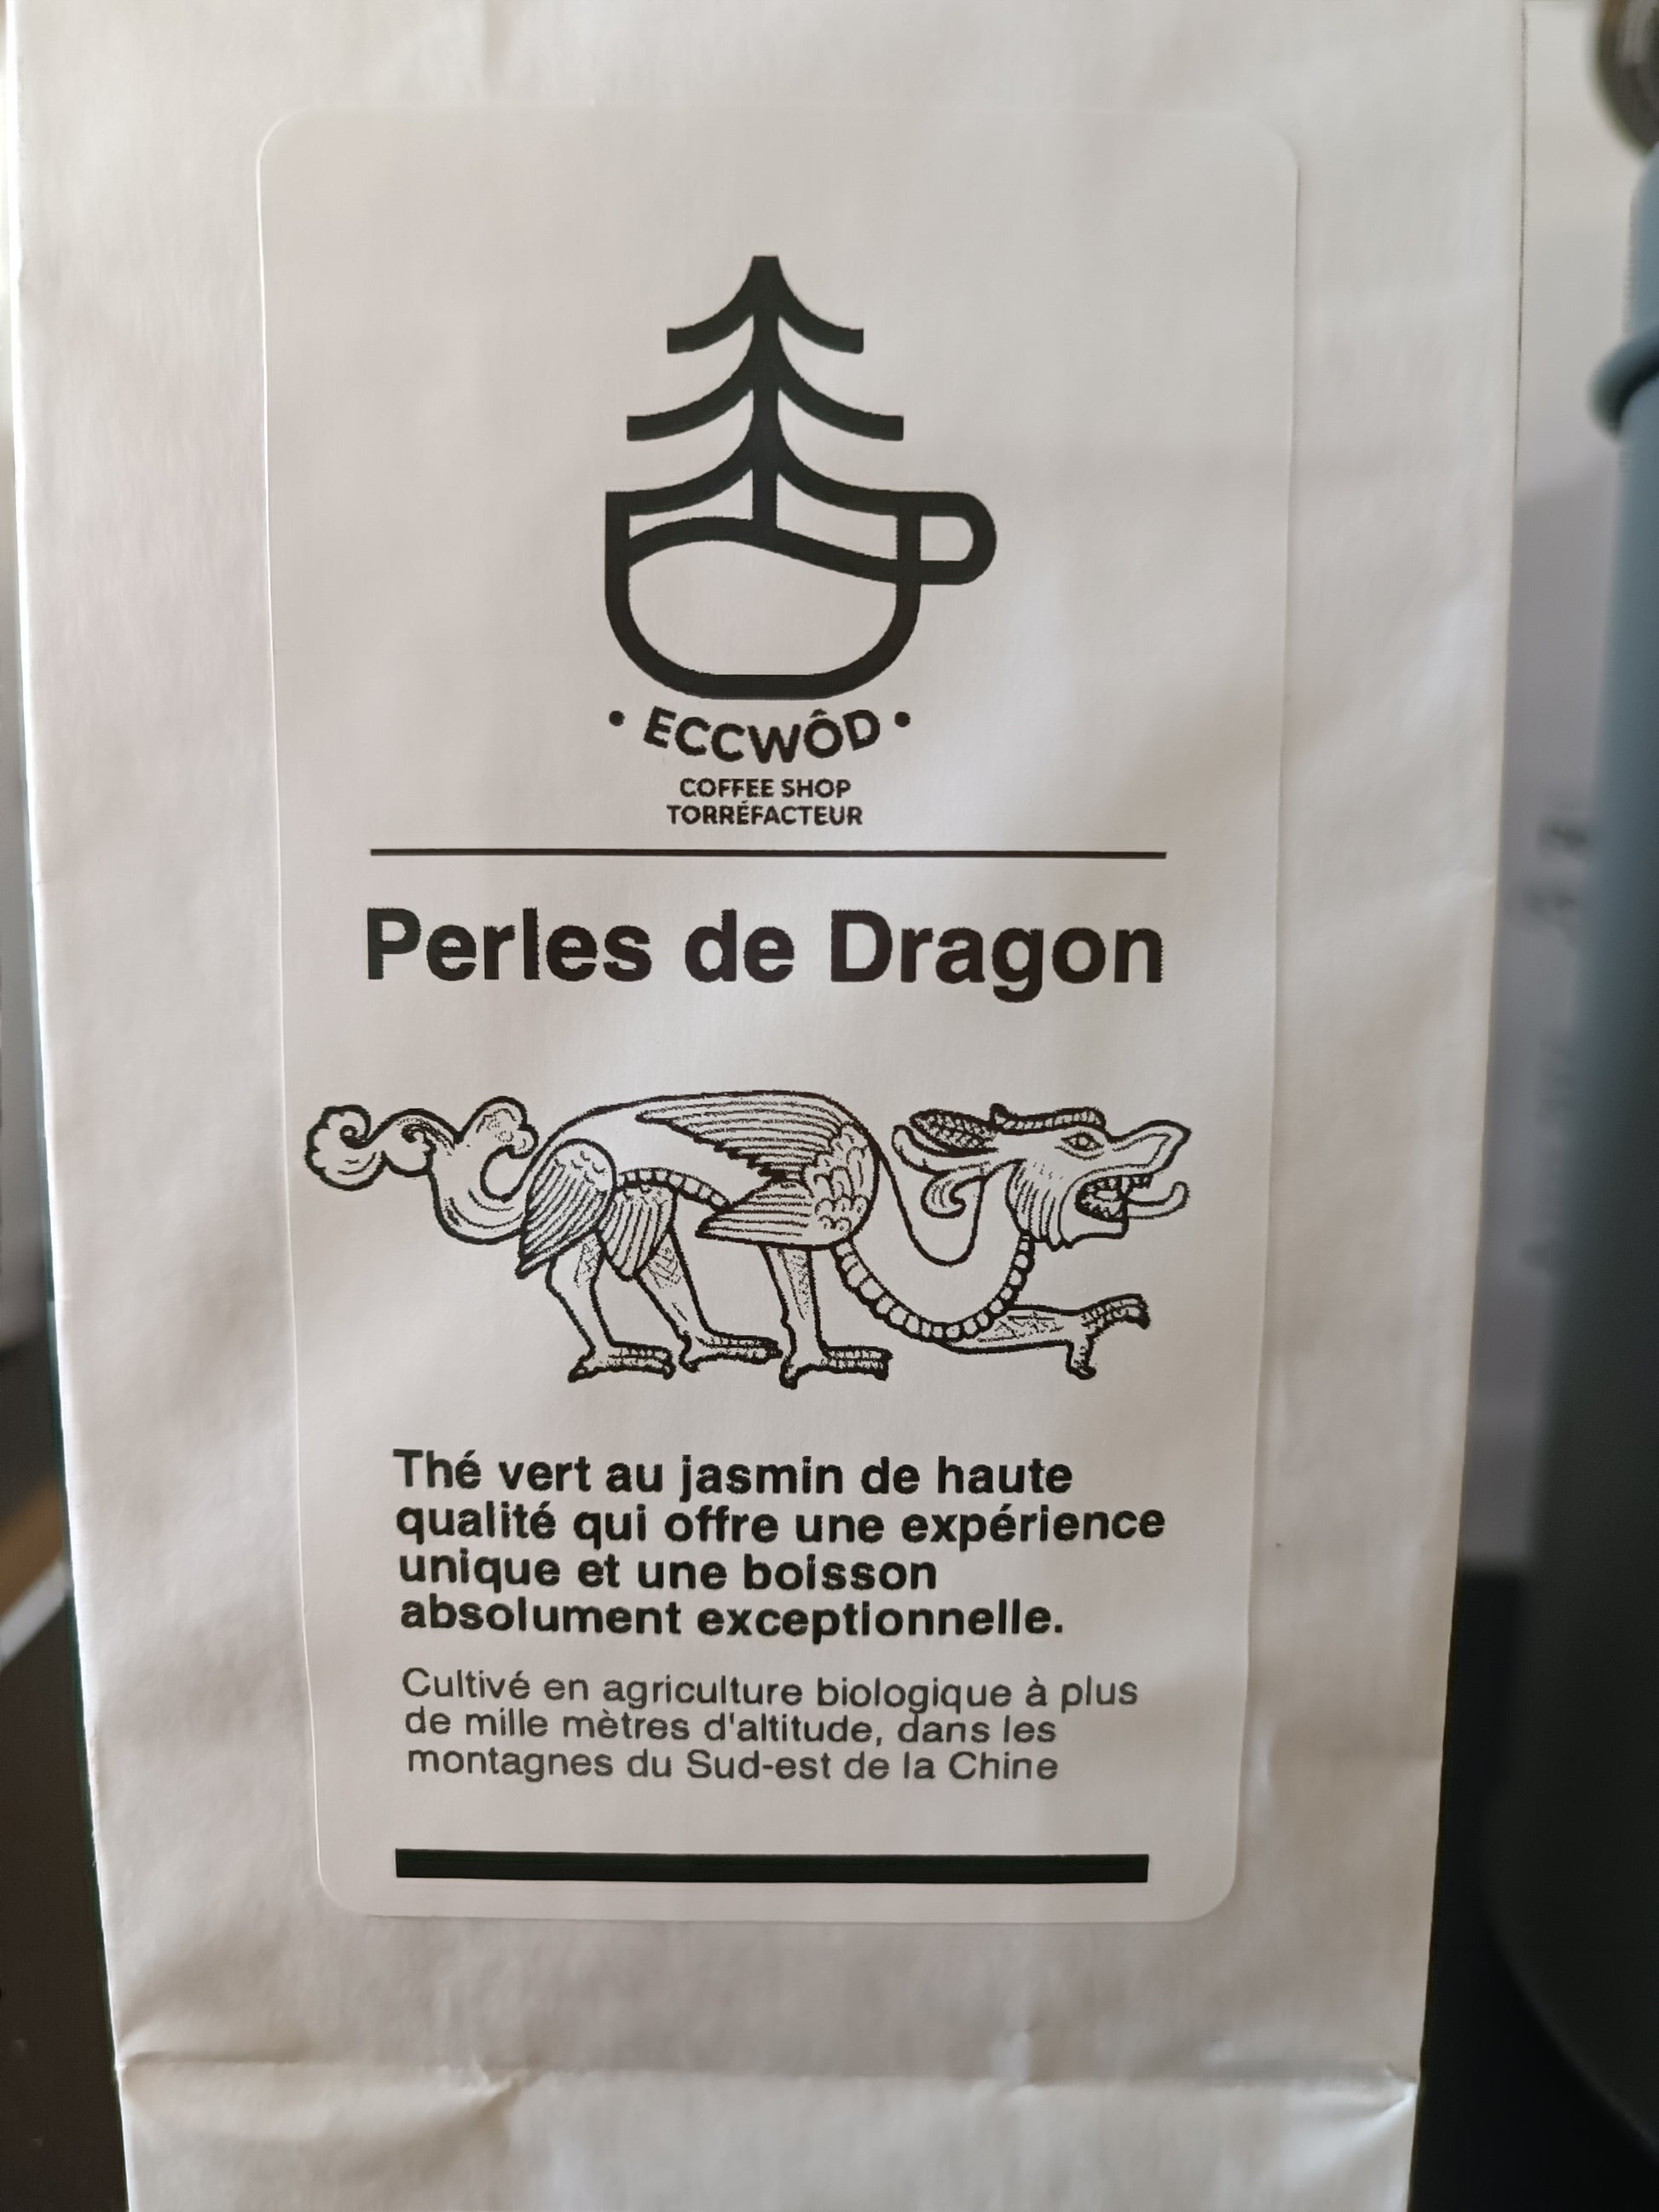 • ECCWÔD •
COFFEE SHOP
TORRÉFACTEUR
Perles de Dragon
Thé vert au jasmin de haute
qualité qui offre une expérience
unique et une boisson
absolument exceptionnelle.
Cultivé en agriculture biologique à plus
de mille mètres d'altitude, dans les
montagnes du Sud-est de la Chine